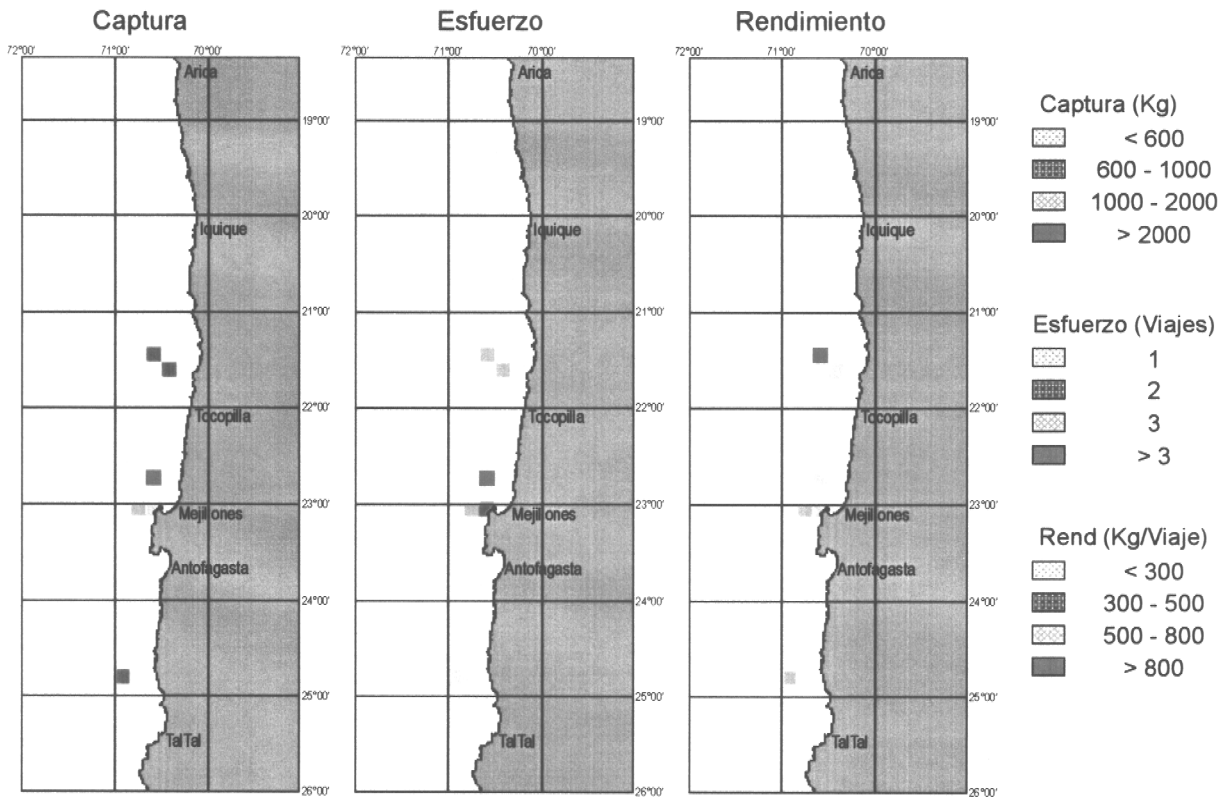 Captura
Esfuerzo
Rendimiento
72°00' 71°00' 70°00'
72°00' 71°00' 70°00'
72°00' 71°00' 70°00'
Arica
19°00'
20°00'
Iquique
21°00'
22°00'
Tocopilla
23°00'
Mejillones
Antofagasta
24°00'
25°00'
Tal Tal
26°00'
Arica
19°00'
20°00'
Iquique
21°00'
22°00'
Tocopilla
23°00'
Mejillones
Antofagasta
24°00'
25°00'
Tal Tal
26°00'
Arica
19°00'
20°00'
Iquique
21°00'
22°00'
Tocopilla
23°00'
Mejillones
Antofagasta
24°00'
25°00'
Tal Tal
26°00'
Captura (Kg)
< 600
600 - 1000
1000 - 2000
> 2000
Esfuerzo (Viajes)
1
2
3
> 3
Rend (Kg/Viaje)
< 300
300 - 500
500 - 800
> 800